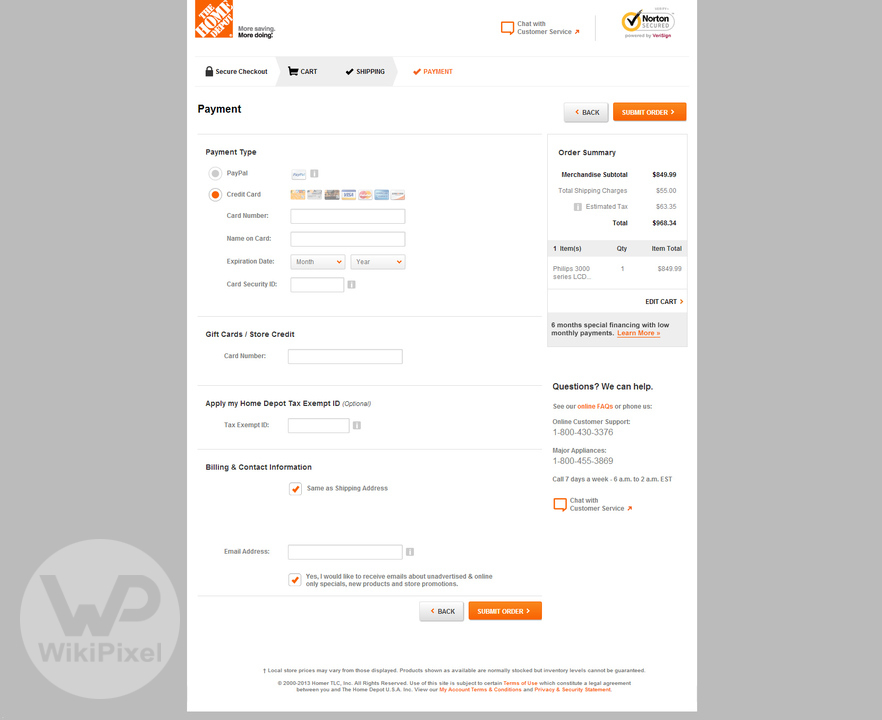 THE HOME DEPOT
More saving.
More doing.
Chat with
Customer Service
Norton
SECURED
powered by VeriSign
Secure Checkout
CART
SHIPPING
PAYMENT
Payment
BACK
SUBMIT ORDER
Payment Type
PayPal
PayPal
Credit Card
VISA
Card Number:
Name on Card:
Expiration Date:
Month
Year
Card Security ID:
Gift Cards / Store Credit
Card Number:
Apply my Home Depot Tax Exempt ID (Optional)
Tax Exempt ID:
Billing & Contact Information
Same as Shipping Address
Email Address:
Yes, I would like to receive emails about unadvertised & online
only specials, new products and store promotions.
BACK
SUBMIT ORDER
Order Summary
Merchandise Subtotal $849.99
Total Shipping Charges $55.00
Estimated Tax $63.35
Total $968.34
1 Item(s) Qty Item Total
Philips 3000 1 $849.99
series LCD...
EDIT CART
6 months special financing with low
monthly payments. Learn More »
Questions? We can help.
See our online FAQs or phone us:
Online Customer Support:
1-800-430-3376
Major Appliances:
1-800-455-3869
Call 7 days a week - 6 a.m. to 2 a.m. EST
Chat with
Customer Service
WikiPixel
† Local store prices may vary from those displayed. Products shown as available are normally stocked but inventory levels cannot be guaranteed.
© 2000-2013 Homer TLC, Inc. All Rights Reserved. Use of this site is subject to certain Terms of Use which constitute a legal agreement
between you and The Home Depot U.S.A. Inc. View our My Account Terms & Conditions and Privacy & Security Statement.